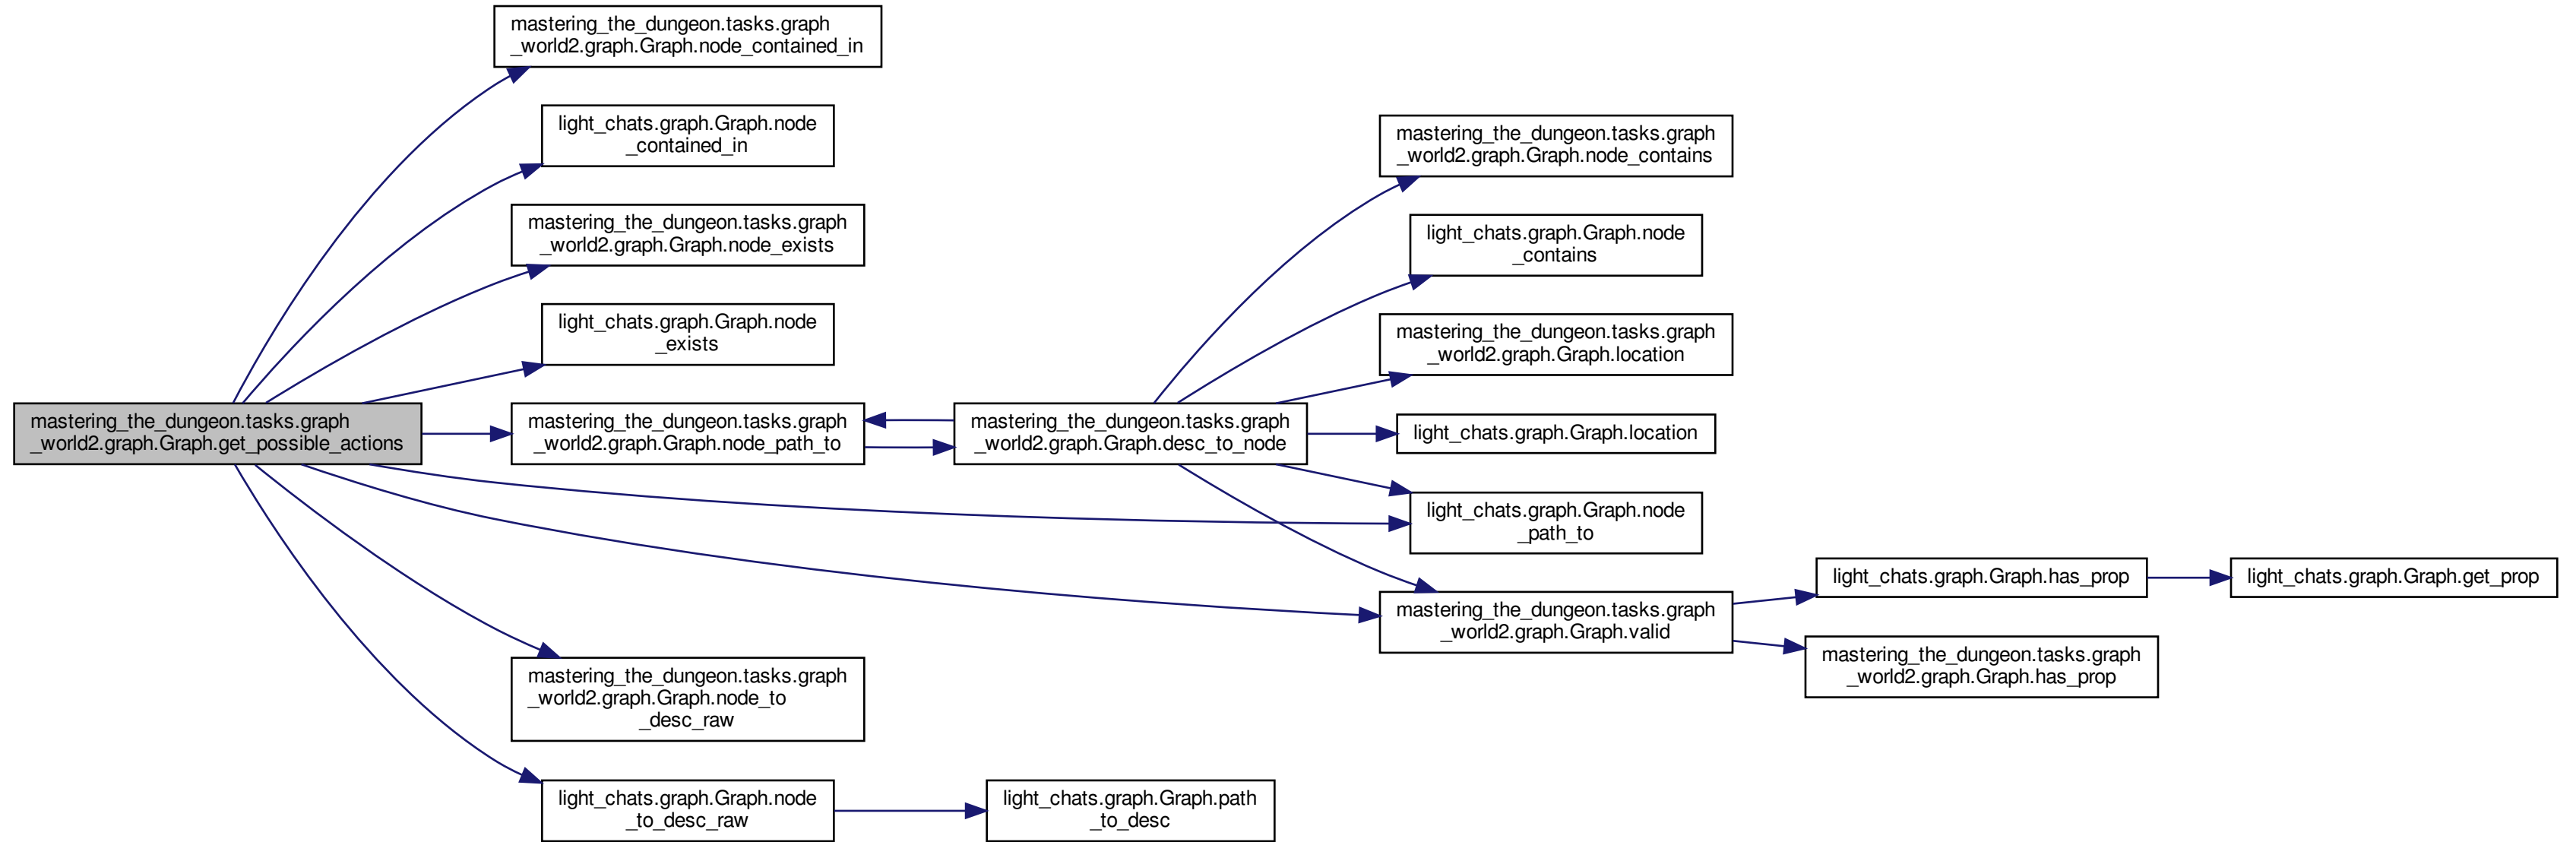 mastering_the_dungeon.tasks.graph
_world2.graph.Graph.get_possible_actions
mastering_the_dungeon.tasks.graph
_world2.graph.Graph.node_contained_in
light_chats.graph.Graph.node
_contained_in
mastering_the_dungeon.tasks.graph
_world2.graph.Graph.node_exists
light_chats.graph.Graph.node
_exists
mastering_the_dungeon.tasks.graph
_world2.graph.Graph.node_path_to
mastering_the_dungeon.tasks.graph
_world2.graph.Graph.node_to
_desc_raw
light_chats.graph.Graph.node
_to_desc_raw
mastering_the_dungeon.tasks.graph
_world2.graph.Graph.desc_to_node
light_chats.graph.Graph.path
_to_desc
mastering_the_dungeon.tasks.graph
_world2.graph.Graph.node_contains
light_chats.graph.Graph.node
_contains
mastering_the_dungeon.tasks.graph
_world2.graph.Graph.location
light_chats.graph.Graph.location
light_chats.graph.Graph.node
_path_to
mastering_the_dungeon.tasks.graph
_world2.graph.Graph.valid
light_chats.graph.Graph.has_prop
mastering_the_dungeon.tasks.graph
_world2.graph.Graph.has_prop
light_chats.graph.Graph.get_prop